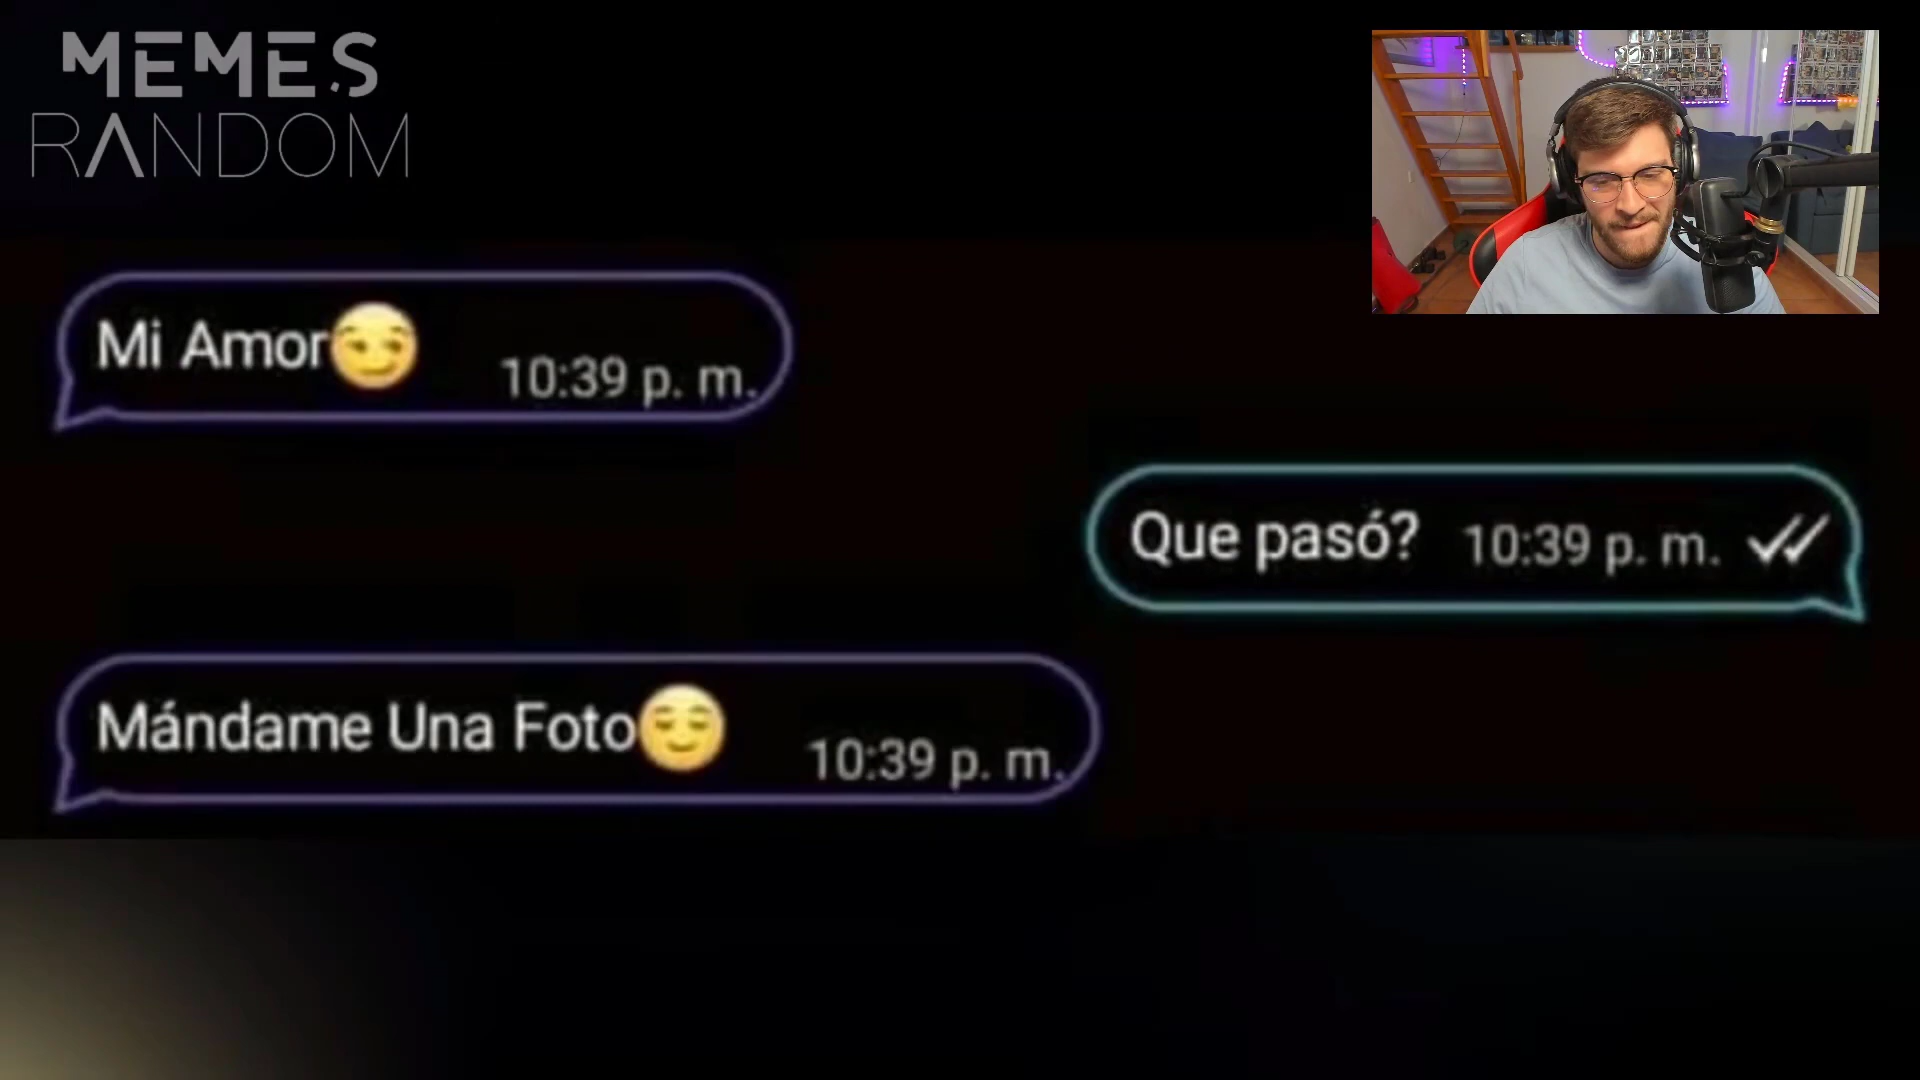 MEMES
RANDOM
Mi Amor😏
10:39 p. m.
Que pasó? 10:39 p. m.
Mándame Una Foto😌
10:39 p. m.